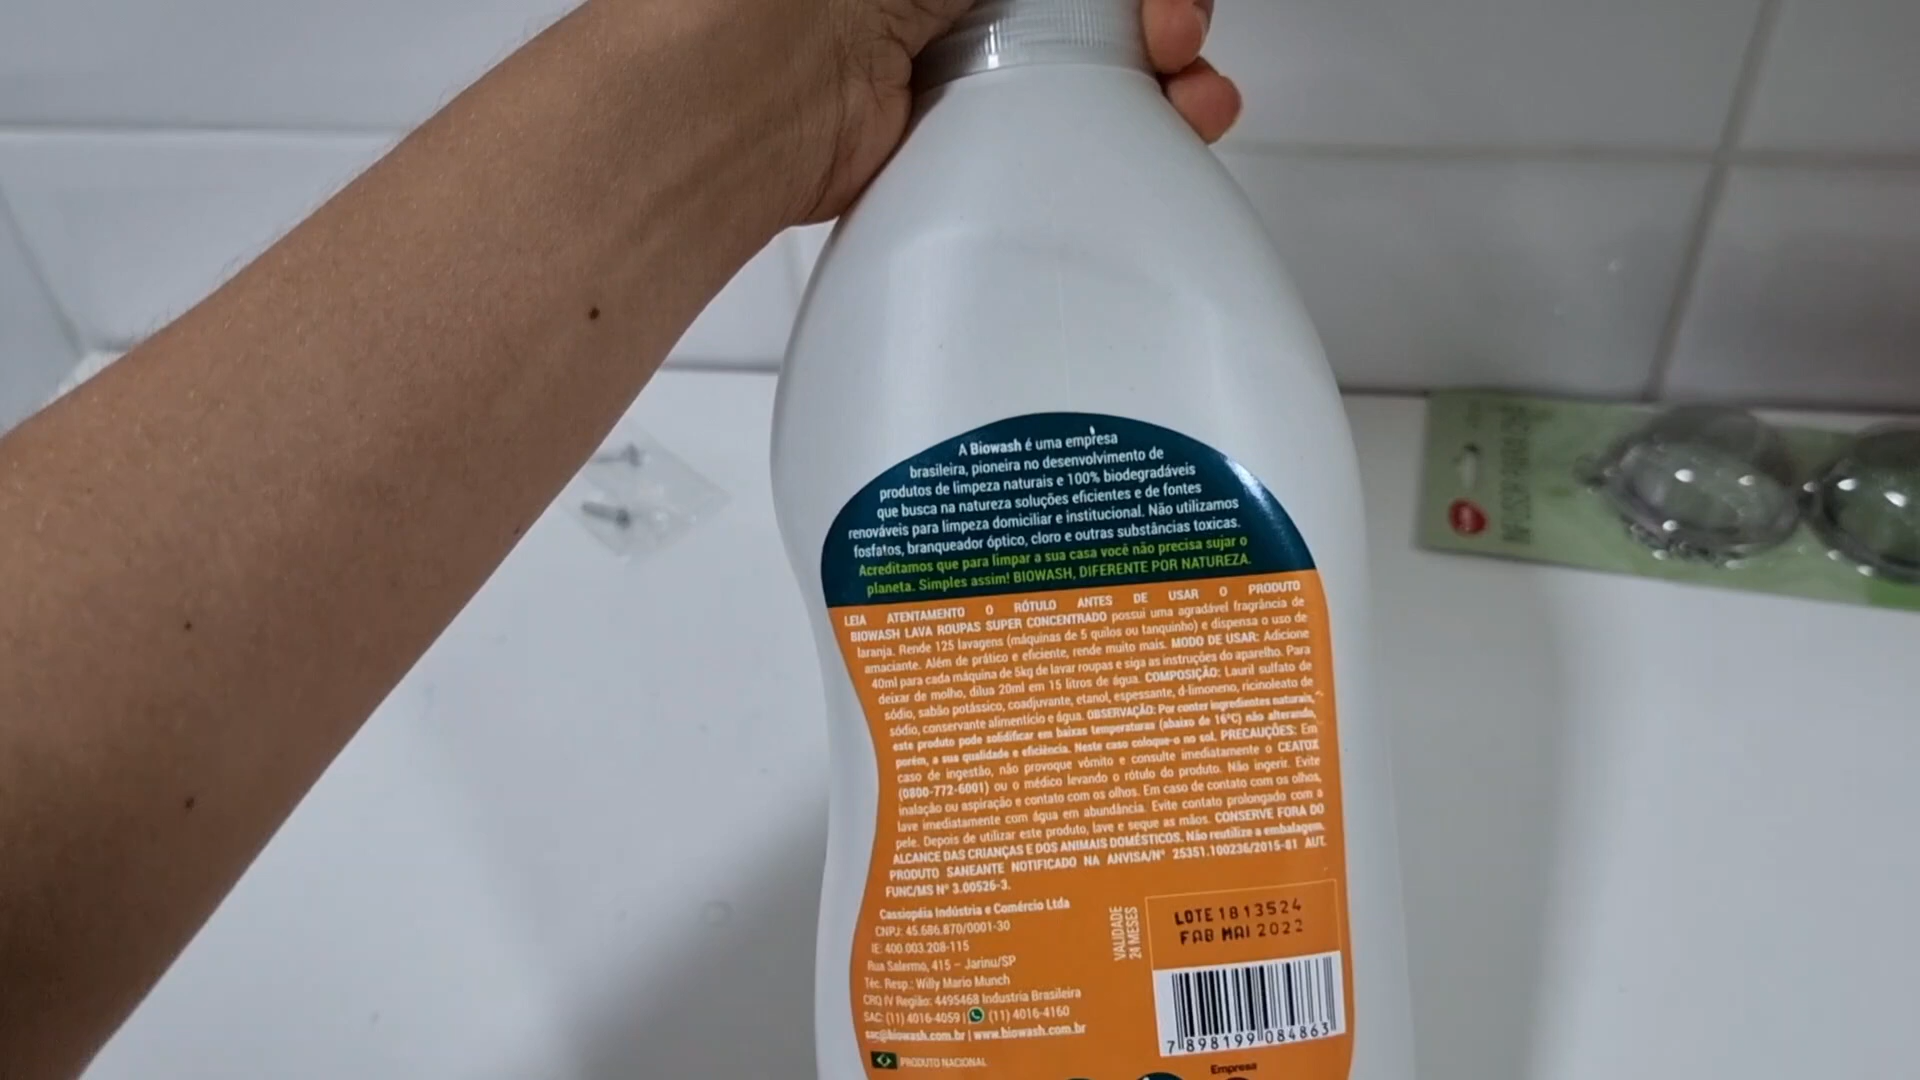 A Biowash é uma empresa
brasileira, pioneira no desenvolvimento de
produtos de limpeza naturais e 100% biodegradáveis
que busca na natureza soluções eficientes e de fontes
renováveis para limpeza domiciliar e institucional. Não utilizamos
fosfatos, branqueador óptico, cloro e outras substâncias toxicas.
Acreditamos que para limpar a sua casa você não precisa sujar o
planeta. Simples assim! BIOWASH, DIFERENTE POR NATUREZA.
LEIA ATENTAMENTO O RÓTULO ANTES DE USAR O PRODUTO
BIOWASH LAVA ROUPAS SUPER CONCENTRADO possui uma agradável fragrância de
laranja. Rende 125 lavagens (máquinas de 5 quilos ou tanquinho) e dispensa o uso de
amaciante. Além de prático e eficiente, rende muito mais. MODO DE USAR: Adicione
40ml para cada máquina de 5kg de lavar roupas e siga as instruções do aparelho. Para
deixar de molho, dilua 20ml em 15 litros de água. COMPOSIÇÃO: Lauril sulfato de
sódio, sabão potássico, coadjuvante, etanol, espessante, d-limoneno, ricinoleato de
sódio, conservante alimentício e água. OBSERVAÇÃO: Por conter ingredientes naturais,
este produto pode solidificar em baixas temperaturas (abaixo de 16°C) não alterando,
porém, a sua qualidade e eficiência. Neste caso coloque-o no sol. PRECAUÇÕES: Em
caso de ingestão, não provoque vômito e consulte imediatamente o CEATOX
(0800-772-6001) ou o médico levando o rótulo do produto. Não ingerir. Evite
inalação ou aspiração e contato com os olhos. Em caso de contato com os olhos,
lave imediatamente com água em abundância. Evite contato prolongado com a
pele. Depois de utilizar este produto, lave e seque as mãos. CONSERVE FORA DO
ALCANCE DAS CRIANÇAS E DOS ANIMAIS DOMÉSTICOS. Não reutilize a embalagem.
PRODUTO SANEANTE NOTIFICADO NA ANVISA/Nº 25351.100236/2015-81 AUT.
FUNC/MS Nº 3.00526-3.
Cassiopéia Indústria e Comércio Ltda
CNPJ: 45.686.870/0001-30
IE: 400.003.208-115
Rua Salermo, 415 – Jarinu/SP
Téc. Resp.: Willy Mario Munch
CRQ IV Região: 4495468 Industria Brasileira
SAC: (11) 4016-4059 | (11) 4016-4160
sac@biowash.com.br | www.biowash.com.br
PRODUTO NACIONAL
VALIDADE
24 MESES
LOTE 1813524
FAB MAI 2022
7 898199 084863
Empresa